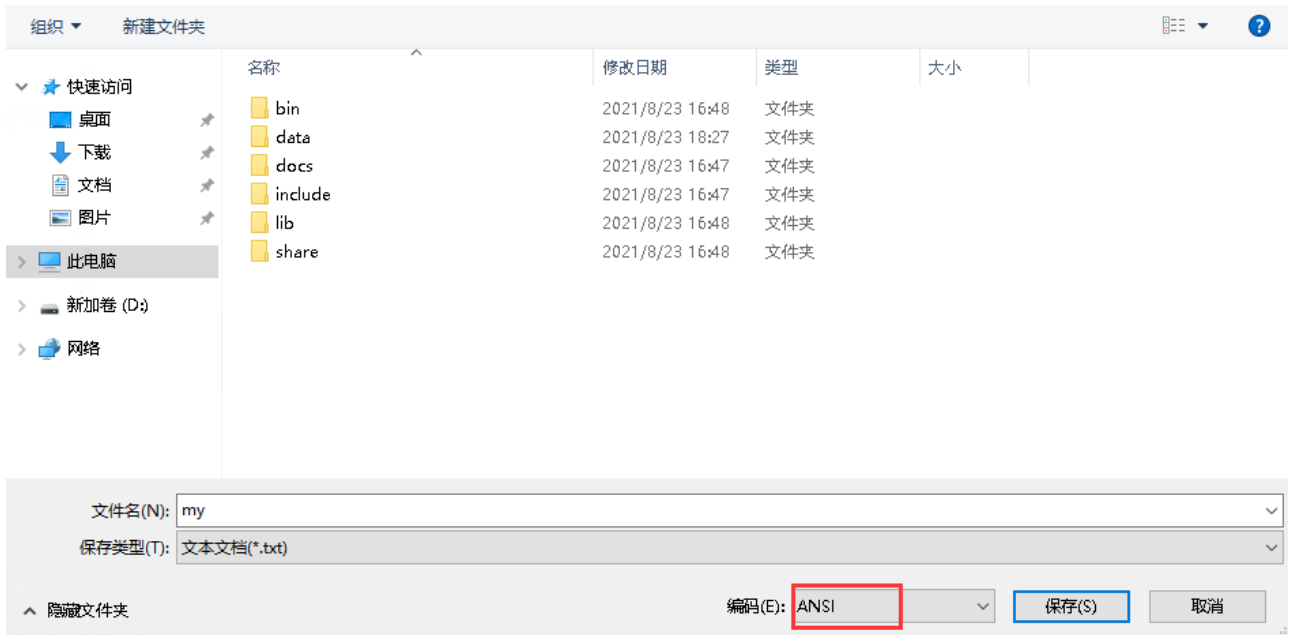 组织 新建文件夹
名称 修改日期 类型 大小
快速访问
桌面
下载
文档
图片
此电脑
新加卷 (D:)
网络
bin 2021/8/23 16:48 文件夹
data 2021/8/23 18:27 文件夹
docs 2021/8/23 16:47 文件夹
include 2021/8/23 16:47 文件夹
lib 2021/8/23 16:48 文件夹
share 2021/8/23 16:48 文件夹
文件名(N): my
保存类型(T): 文本文档(*.txt)
隐藏文件夹 编码(E): ANSI 保存(S) 取消